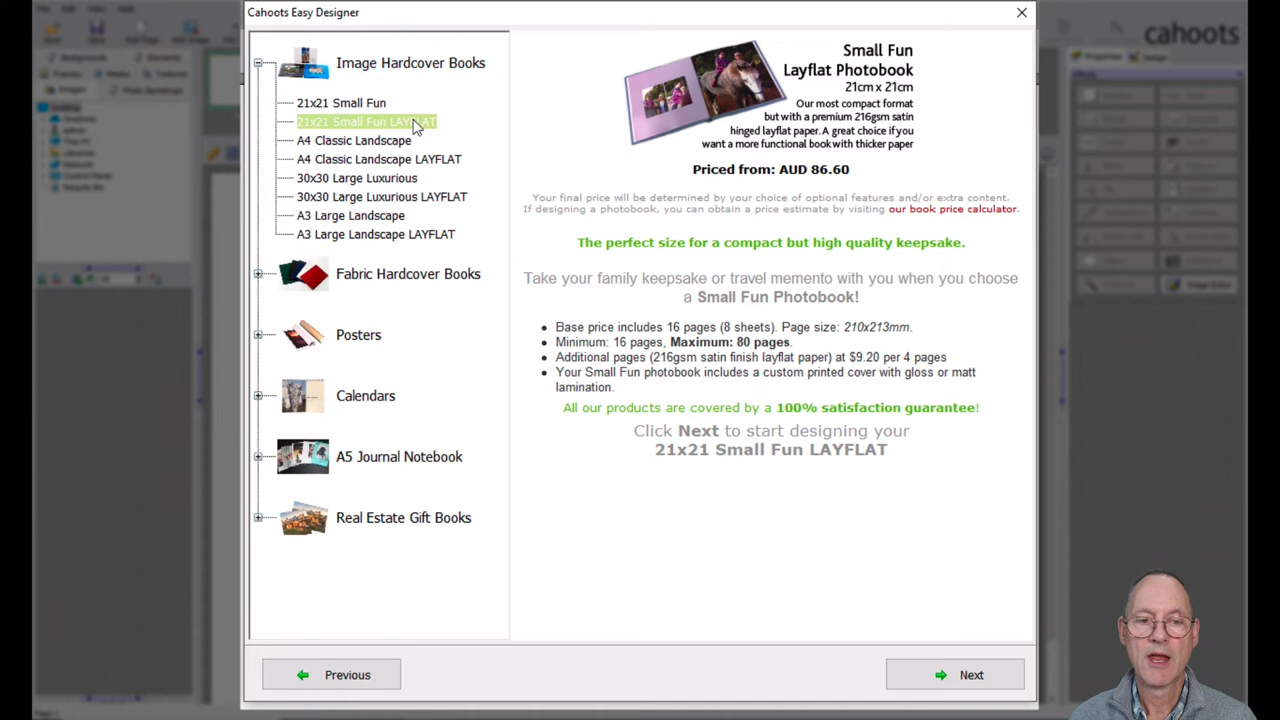 Cahoots Easy Designer
cahoots
Image Hardcover Books
21x21 Small Fun
21x21 Small Fun LAYFLAT
A4 Classic Landscape
A4 Classic Landscape LAYFLAT
30x30 Large Luxurious
30x30 Large Luxurious LAYFLAT
A3 Large Landscape
A3 Large Landscape LAYFLAT
Fabric Hardcover Books
Posters
Calendars
A5 Journal Notebook
Real Estate Gift Books
Small Fun
Layflat Photobook
21cm x 21cm
Our most compact format
but with a premium 216gsm satin
hinged layflat paper. A great choice if you
want a more functional book with thicker paper
Priced from: AUD 86.60
Your final price will be determined by your choice of optional features and/or extra content.
If designing a photobook, you can obtain a price estimate by visiting our book price calculator.
The perfect size for a compact but high quality keepsake.
Take your family keepsake or travel memento with you when you choose
a Small Fun Photobook!
Base price includes 16 pages (8 sheets). Page size: 210x213mm.
Minimum: 16 pages, Maximum: 80 pages.
Additional pages (216gsm satin finish layflat paper) at $9.20 per 4 pages
Your Small Fun photobook includes a custom printed cover with gloss or matt
lamination.
All our products are covered by a 100% satisfaction guarantee!
Click Next to start designing your
21x21 Small Fun LAYFLAT
Previous
Next